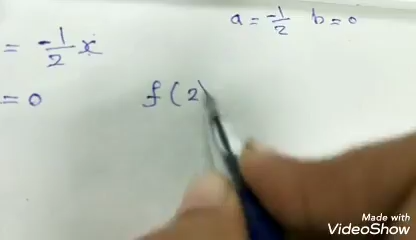 a = -1/2 b = 0
= -1/2 x
= 0 f(2)
Made with
VideoShow